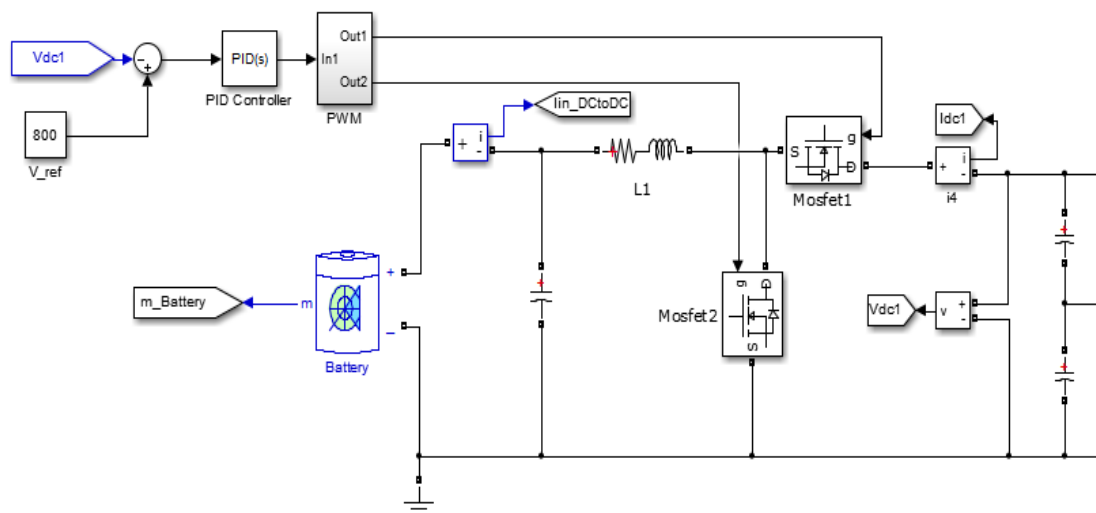 Vdc1
-
+
PID(s)
PID Controller
In1
Out1
Out2
PWM
800
V_ref
Iin_DCtoDC
+
i
-
L1
S
g
D
Mosfet1
Idc1
+
i
-
i4
m_Battery
m
+
–
Battery
Mosfet2
g
D
S
Vdc1
v
+
-